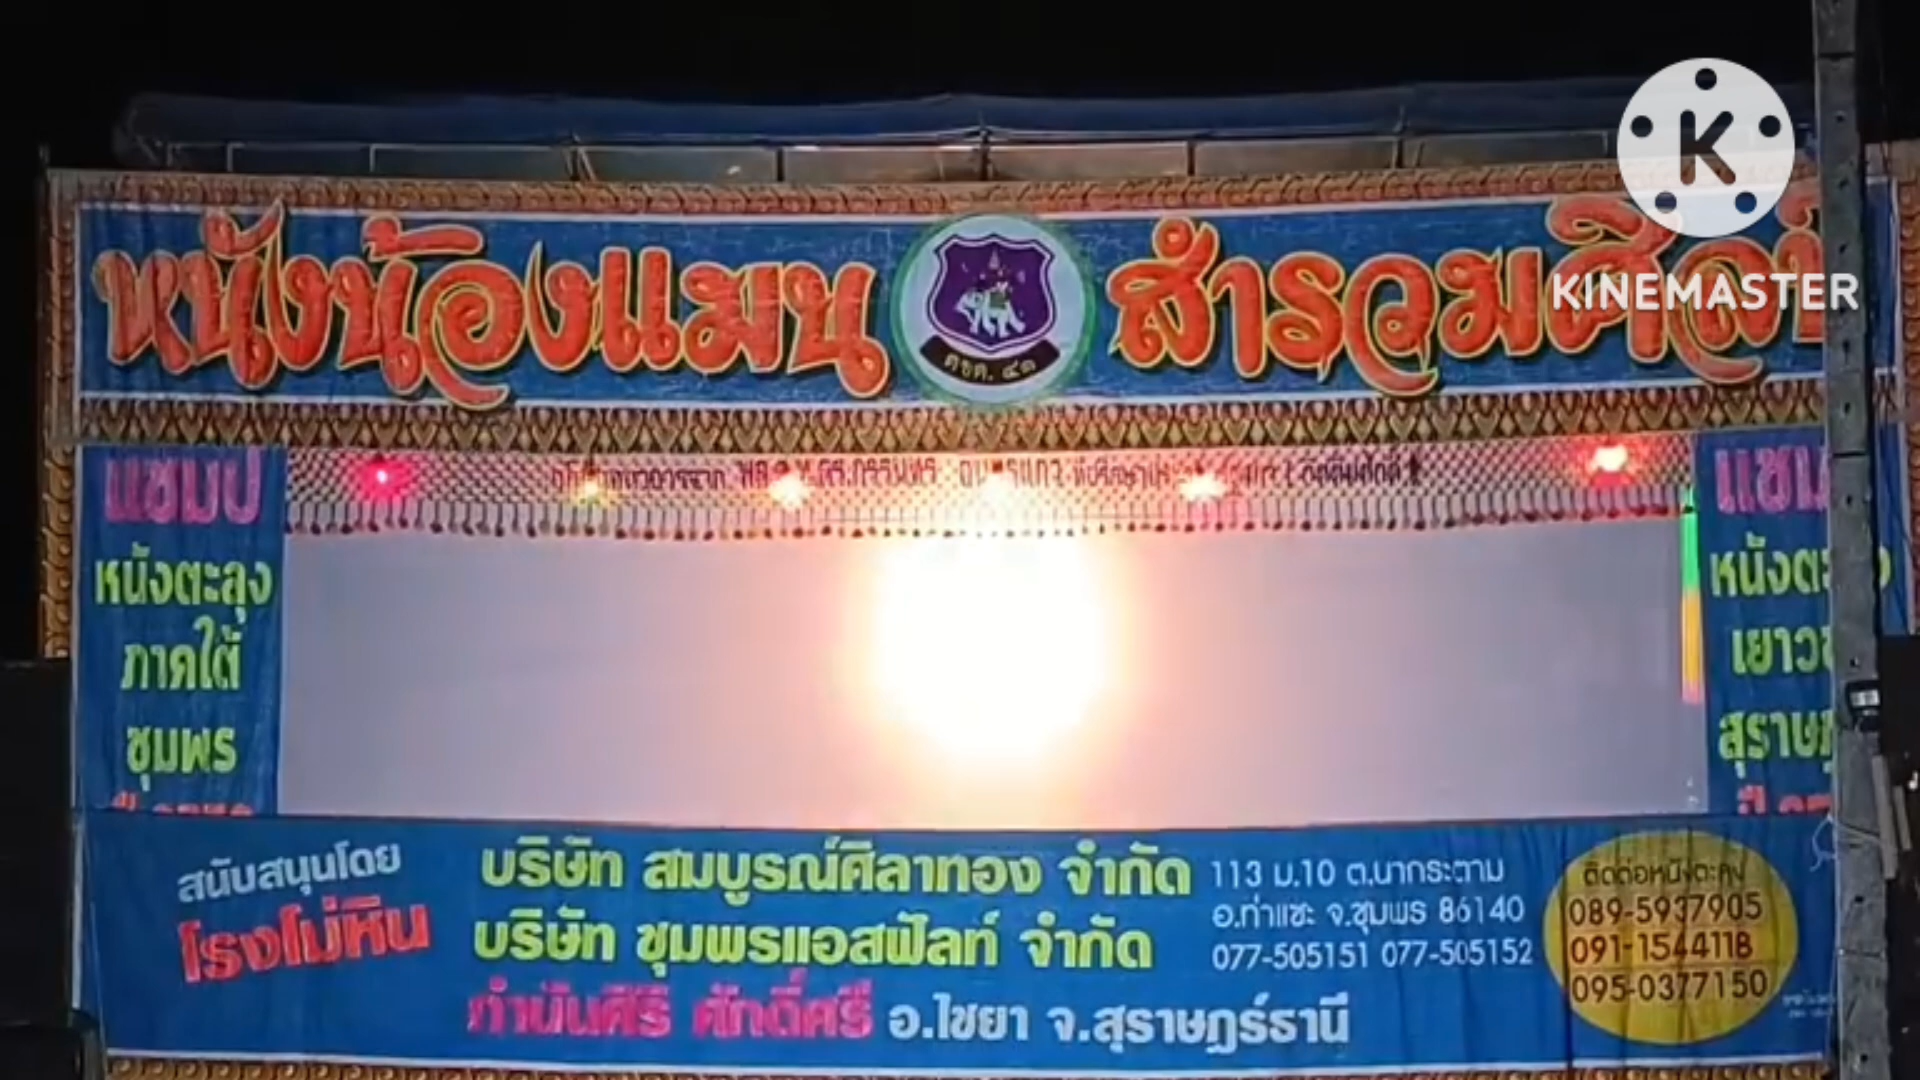 KINEMASTER
หนังน้องแมน สำรวมศิลป์
ตชด. ๔๑
แชมป์
หนังตะลุง
ภาคใต้
ชุมพร
หนังตะลุง
สนับสนุนโดย
โรงโม่หิน
บริษัท สมบูรณ์ศิลาทอง จำกัด
บริษัท ชุมพรแอสฟัลท์ จำกัด
กำนันศิริ ศักดิ์ศรี อ.ไชยา จ.สุราษฎร์ธานี
113 ม.10 ต.นากระตาม
อ.ท่าแซะ จ.ชุมพร 86140
077-505151 077-505152
ติดต่อหนังตะลุง
089-5937905
091-1544118
095-0377150